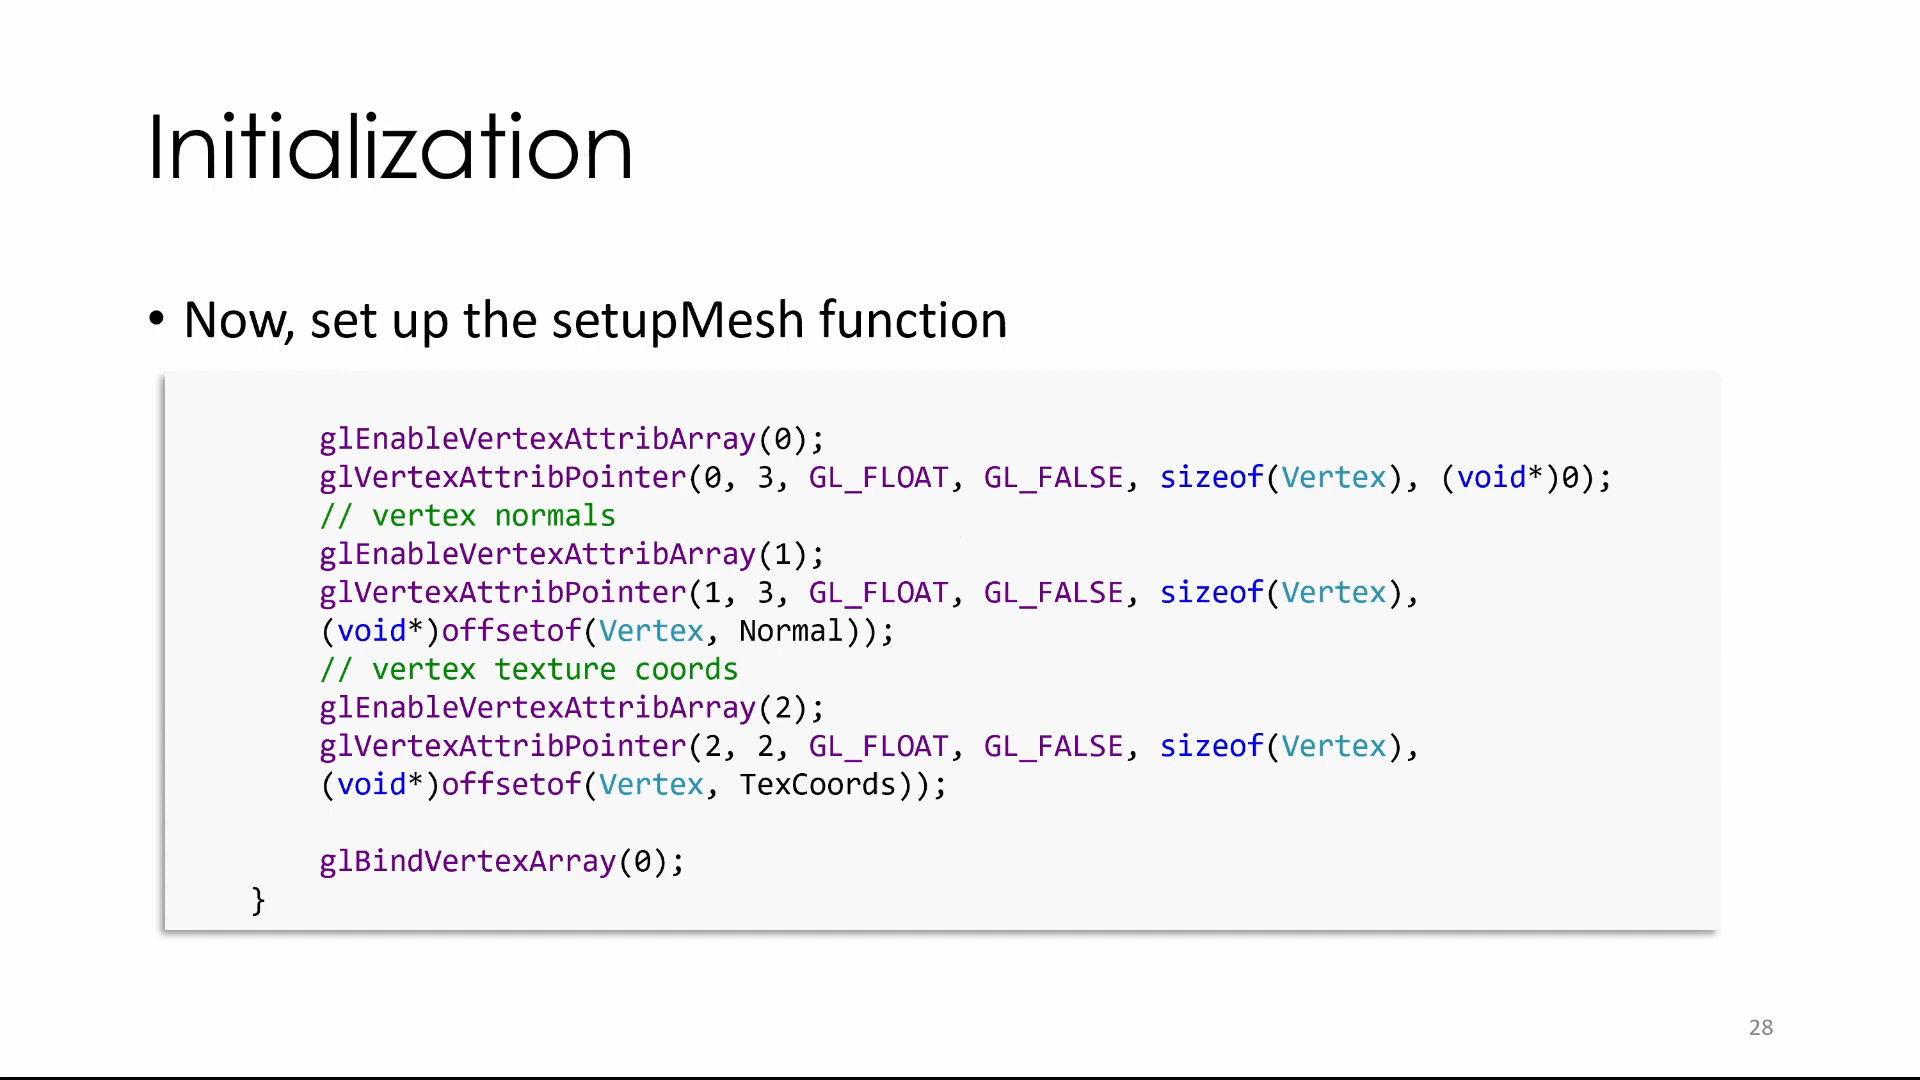 Initialization
• Now, set up the setupMesh function
glEnableVertexAttribArray(0);
glVertexAttribPointer(0, 3, GL_FLOAT, GL_FALSE, sizeof(Vertex), (void*)0);
// vertex normals
glEnableVertexAttribArray(1);
glVertexAttribPointer(1, 3, GL_FLOAT, GL_FALSE, sizeof(Vertex),
(void*)offsetof(Vertex, Normal));
// vertex texture coords
glEnableVertexAttribArray(2);
glVertexAttribPointer(2, 2, GL_FLOAT, GL_FALSE, sizeof(Vertex),
(void*)offsetof(Vertex, TexCoords));
glBindVertexArray(0);
}
28